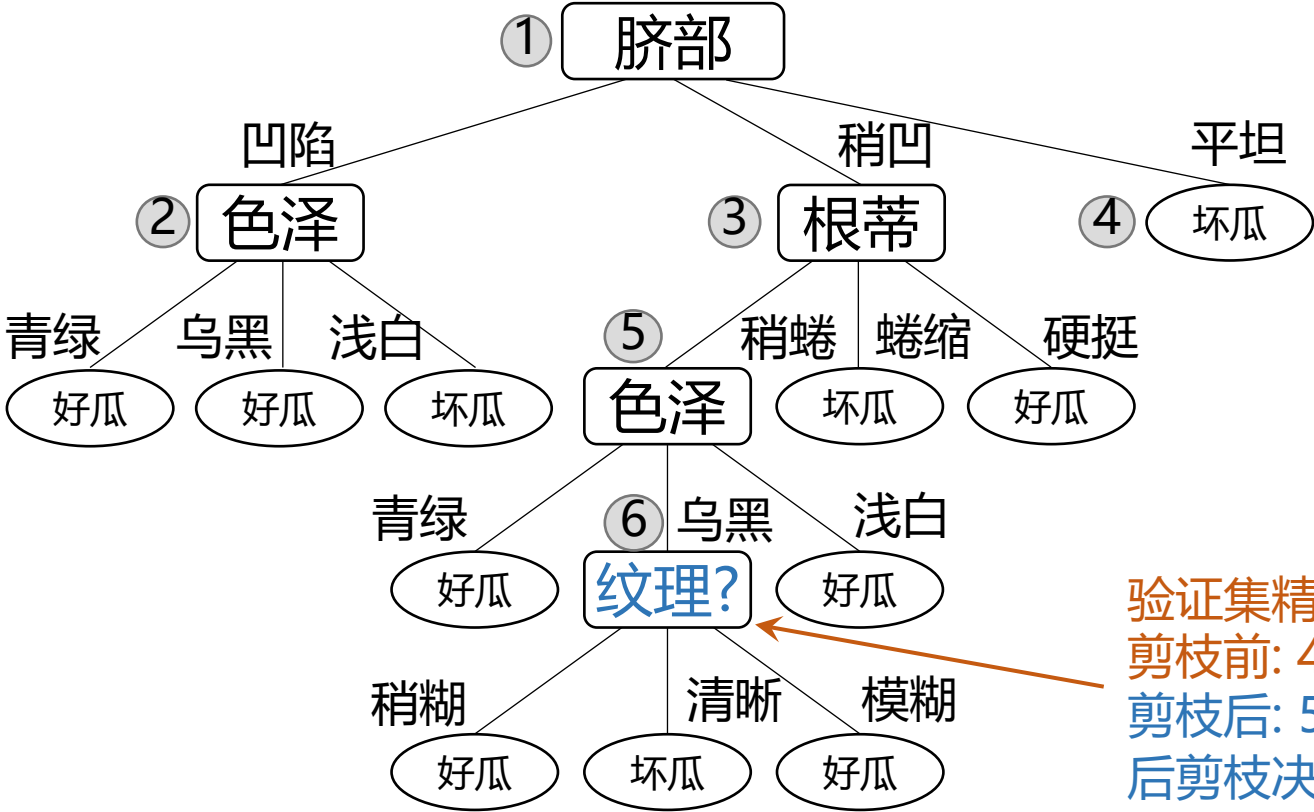 1 脐部
凹陷 稍凹 平坦
2 色泽 3 根蒂 4 坏瓜
青绿 乌黑 浅白 5 稍蜷 蜷缩 硬挺
好瓜 好瓜 坏瓜 色泽 坏瓜 好瓜
青绿 6 乌黑 浅白
好瓜 纹理? 好瓜
稍糊 清晰 模糊
好瓜 坏瓜 好瓜
验证集精
剪枝前: 4
剪枝后: 5
后剪枝决